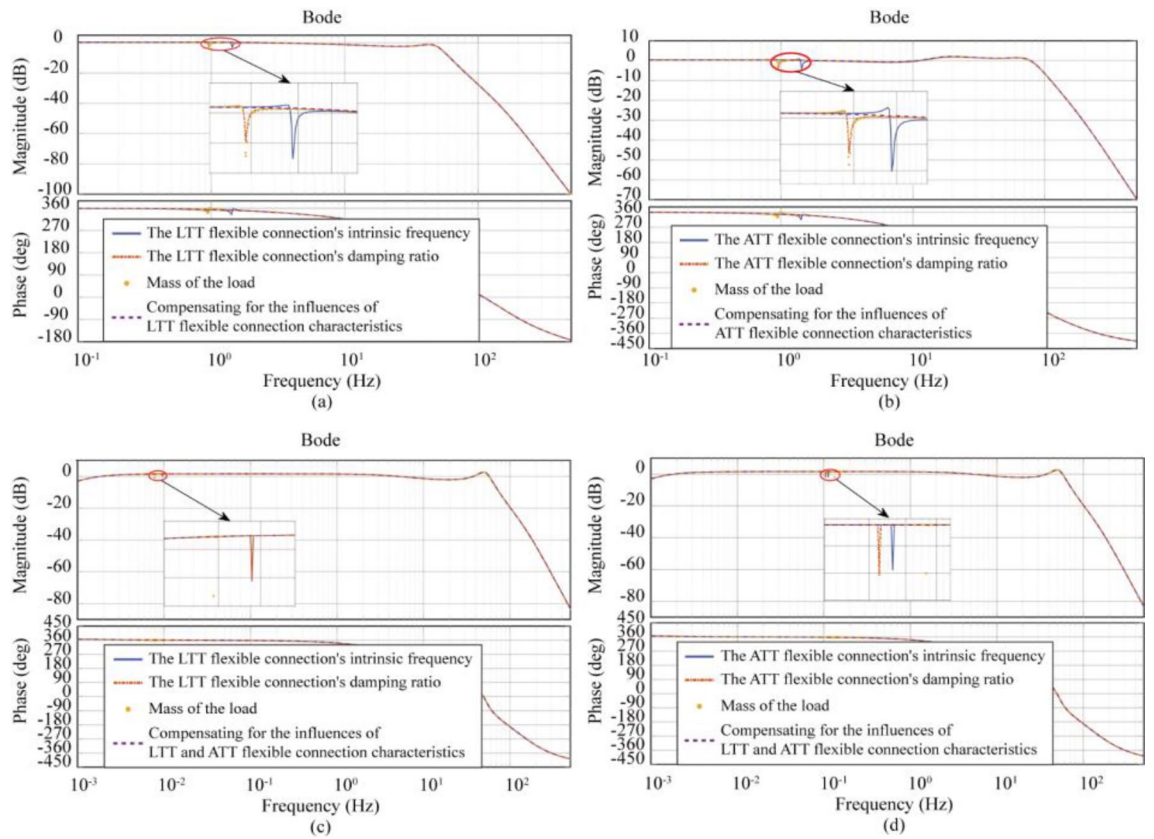 Bode
Magnitude (dB)
0
-20
-40
-60
-80
-100
Phase (deg)
360
270
180
90
0
-90
-180
The LTT flexible connection's intrinsic frequency
The LTT flexible connection's damping ratio
Mass of the load
Compensating for the influences of
LTT flexible connection characteristics
10-1
100
101
102
Frequency (Hz)
(a)
Bode
Magnitude (dB)
10
0
-10
-20
-30
-40
-50
-60
-70
Phase (deg)
360
270
180
90
0
-90
-180
-270
-360
-450
The ATT flexible connection's intrinsic frequency
The ATT flexible connection's damping ratio
Mass of the load
Compensating for the influences of
ATT flexible connection characteristics
10-1
100
101
102
Frequency (Hz)
(b)
Bode
Magnitude (dB)
0
-20
-40
-60
-80
Phase (deg)
450
360
270
180
90
0
-90
-180
-270
-360
-450
The LTT flexible connection's intrinsic frequency
The LTT flexible connection's damping ratio
Mass of the load
Compensating for the influences of
LTT and ATT flexible connection characteristics
10-3
10-2
10-1
100
101
102
Frequency (Hz)
(c)
Bode
Magnitude (dB)
0
-20
-40
-60
-80
Phase (deg)
450
360
270
180
90
0
-90
-180
-270
-360
-450
The ATT flexible connection's intrinsic frequency
The ATT flexible connection's damping ratio
Mass of the load
Compensating for the influences of
LTT and ATT flexible connection characteristics
10-3
10-2
10-1
100
101
102
Frequency (Hz)
(d)